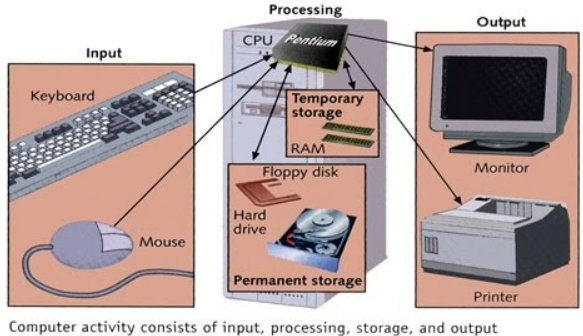 Processing
Output
Input
CPU
Pentium
Keyboard
Temporary
storage
RAM
Monitor
Floppy disk
Hard
drive
Mouse
Permanent storage
Printer
Computer activity consists of input, processing, storage, and output